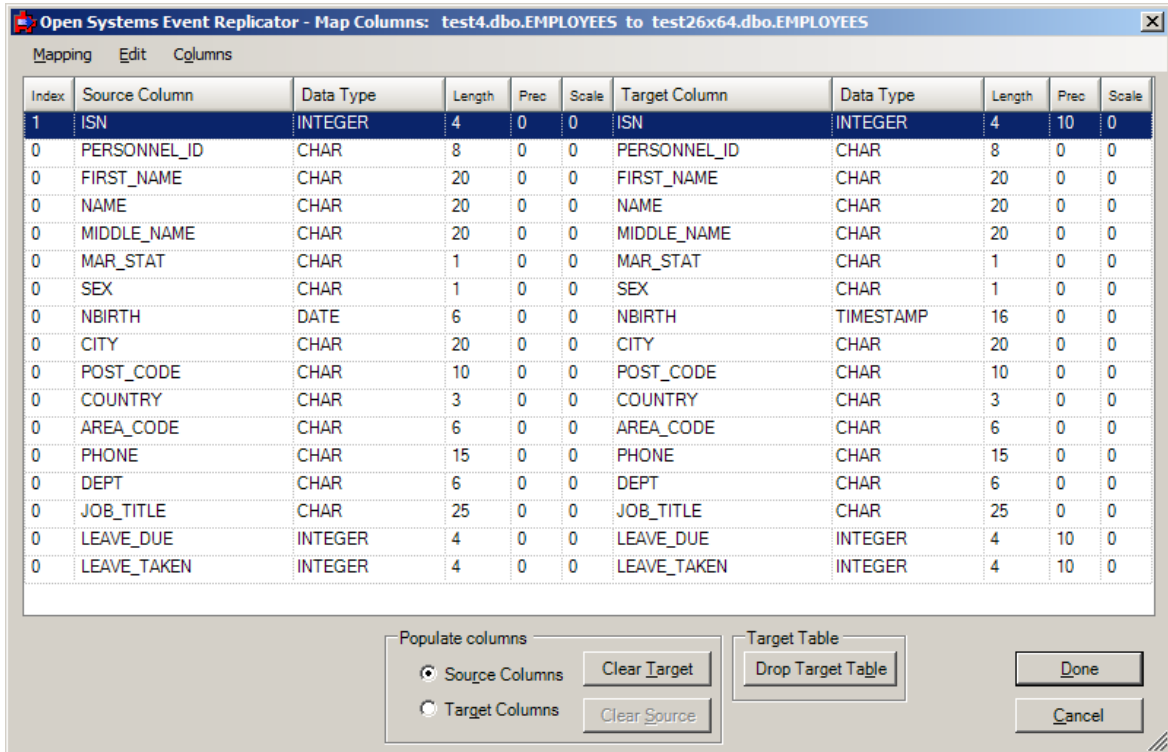 Open Systems Event Replicator - Map Columns: test4.dbo.EMPLOYEES to test26x64.dbo.EMPLOYEES
Mapping Edit Columns
Index Source Column Data Type Length Prec Scale Target Column Data Type Length Prec Scale
1 ISN INTEGER 4 0 0 ISN INTEGER 4 10 0
0 PERSONNEL_ID CHAR 8 0 0 PERSONNEL_ID CHAR 8 0 0
0 FIRST_NAME CHAR 20 0 0 FIRST_NAME CHAR 20 0 0
0 NAME CHAR 20 0 0 NAME CHAR 20 0 0
0 MIDDLE_NAME CHAR 20 0 0 MIDDLE_NAME CHAR 20 0 0
0 MAR_STAT CHAR 1 0 0 MAR_STAT CHAR 1 0 0
0 SEX CHAR 1 0 0 SEX CHAR 1 0 0
0 NBIRTH DATE 6 0 0 NBIRTH TIMESTAMP 16 0 0
0 CITY CHAR 20 0 0 CITY CHAR 20 0 0
0 POST_CODE CHAR 10 0 0 POST_CODE CHAR 10 0 0
0 COUNTRY CHAR 3 0 0 COUNTRY CHAR 3 0 0
0 AREA_CODE CHAR 6 0 0 AREA_CODE CHAR 6 0 0
0 PHONE CHAR 15 0 0 PHONE CHAR 15 0 0
0 DEPT CHAR 6 0 0 DEPT CHAR 6 0 0
0 JOB_TITLE CHAR 25 0 0 JOB_TITLE CHAR 25 0 0
0 LEAVE_DUE INTEGER 4 0 0 LEAVE_DUE INTEGER 4 10 0
0 LEAVE_TAKEN INTEGER 4 0 0 LEAVE_TAKEN INTEGER 4 10 0
Populate columns Target Table
Source Columns Clear Target Drop Target Table Done
Target Columns Clear Source Cancel